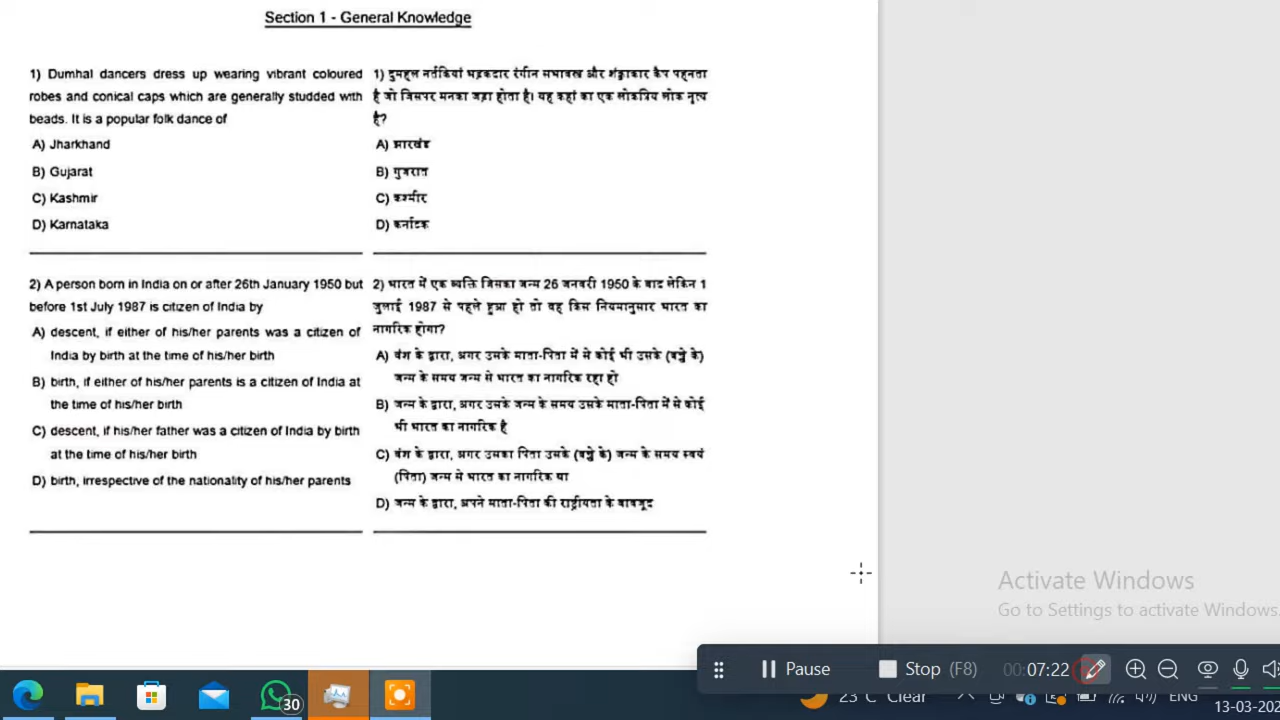 Section 1 - General Knowledge
1) Dumhal dancers dress up wearing vibrant coloured
robes and conical caps which are generally studded with
beads. It is a popular folk dance of
A) Jharkhand
B) Gujarat
C) Kashmir
D) Karnataka
1) दुमहल नर्तकियां भड़कदार रंगीन सभावस्त्र और शंक्वाकार कैप पहनता
है जो जिसपर मनका जड़ा होता है। यह कहां का एक लोकप्रिय लोक नृत्य
है?
A) झारखंड
B) गुजरात
C) कश्मीर
D) कर्नाटक
2) A person born in India on or after 26th January 1950 but
before 1st July 1987 is citizen of India by
A) descent, if either of his/her parents was a citizen of
India by birth at the time of his/her birth
B) birth, if either of his/her parents is a citizen of India at
the time of his/her birth
C) descent, if his/her father was a citizen of India by birth
at the time of his/her birth
D) birth, irrespective of the nationality of his/her parents
2) भारत में एक व्यक्ति जिसका जन्म 26 जनवरी 1950 के बाद लेकिन 1
जुलाई 1987 से पहले हुआ हो तो वह किस नियमानुसार भारत का
नागरिक होगा?
A) वंश के द्वारा, अगर उसके माता-पिता में से कोई भी उसके (बच्चे के)
जन्म के समय जन्म से भारत का नागरिक रहा हो
B) जन्म के द्वारा, अगर उसके जन्म के समय उसके माता-पिता में से कोई
भी भारत का नागरिक है
C) वंश के द्वारा, अगर उसका पिता उसके (बच्चे के) जन्म के समय स्वयं
(पिता) जन्म से भारत का नागरिक था
D) जन्म के द्वारा, अपने माता-पिता की राष्ट्रीयता के बावजूद
Activate Windows
Go to Settings to activate Windows.
Pause
Stop (F8)
00:07:22
30
23°C Clear
ENG
13-03-202